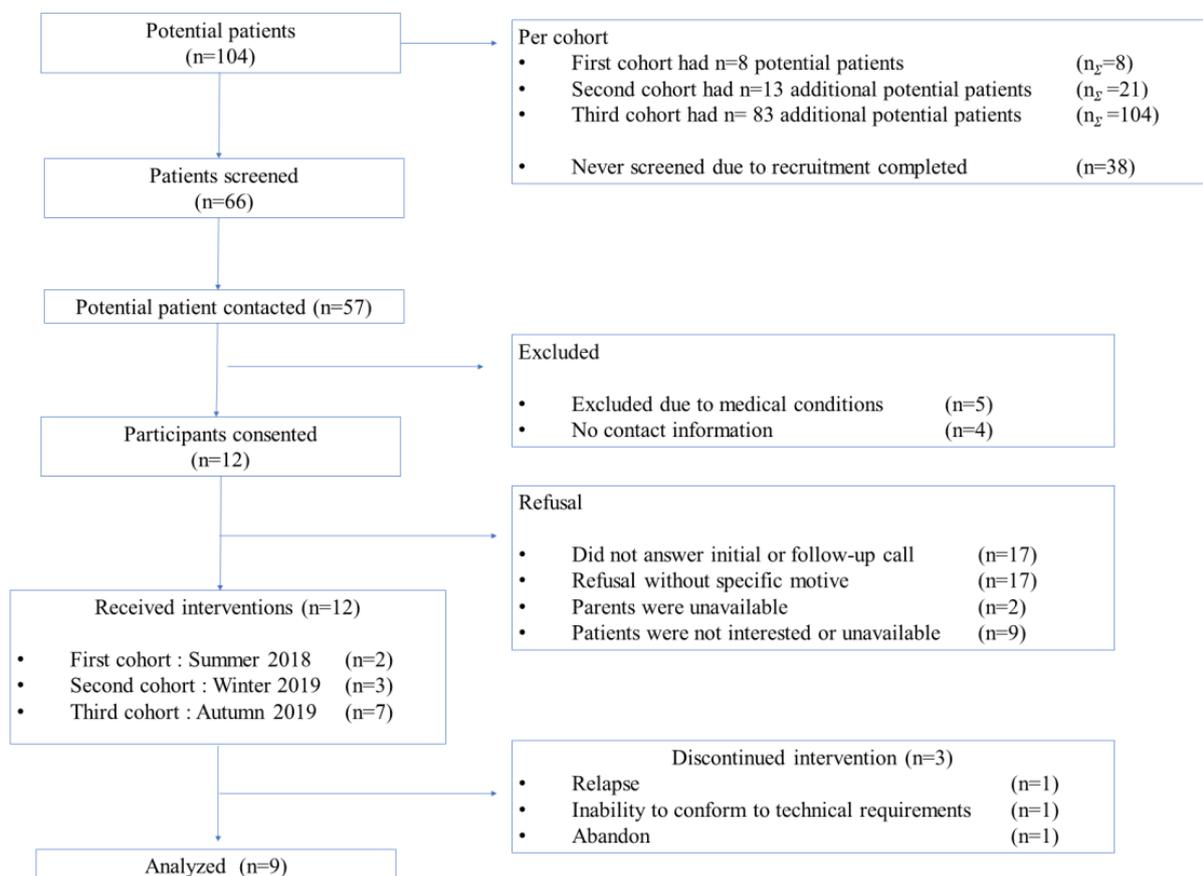 Potential patients
(n=104)
Per cohort
• First cohort had n=8 potential patients (nΣ=8)
• Second cohort had n=13 additional potential patients (nΣ =21)
• Third cohort had n= 83 additional potential patients (nΣ =104)
• Never screened due to recruitment completed (n=38)
Patients screened
(n=66)
Potential patient contacted (n=57)
Excluded
• Excluded due to medical conditions (n=5)
• No contact information (n=4)
Participants consented
(n=12)
Refusal
• Did not answer initial or follow-up call (n=17)
• Refusal without specific motive (n=17)
• Parents were unavailable (n=2)
• Patients were not interested or unavailable (n=9)
Received interventions (n=12)
• First cohort : Summer 2018 (n=2)
• Second cohort : Winter 2019 (n=3)
• Third cohort : Autumn 2019 (n=7)
Discontinued intervention (n=3)
• Relapse (n=1)
• Inability to conform to technical requirements (n=1)
• Abandon (n=1)
Analyzed (n=9)